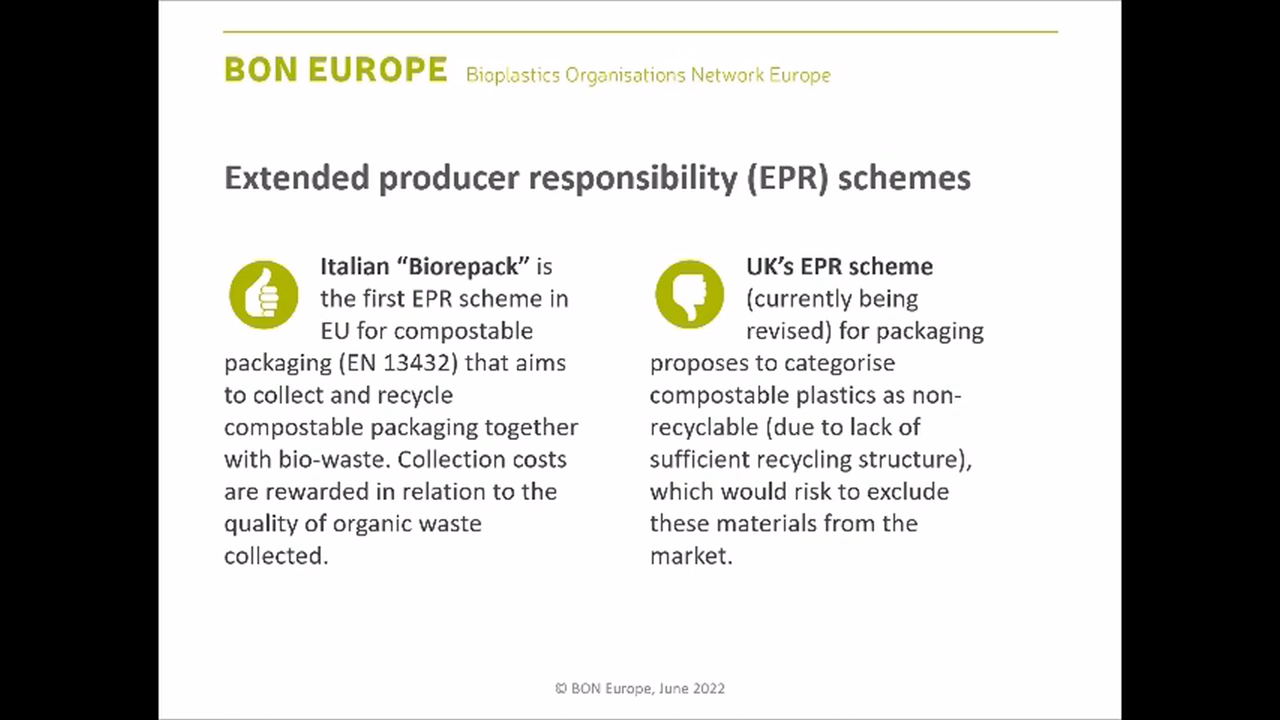 BON EUROPE Bioplastics Organisations Network Europe
Extended producer responsibility (EPR) schemes
Italian “Biorepack” is
the first EPR scheme in
EU for compostable
packaging (EN 13432) that aims
to collect and recycle
compostable packaging together
with bio-waste. Collection costs
are rewarded in relation to the
quality of organic waste
collected.
UK’s EPR scheme
(currently being
revised) for packaging
proposes to categorise
compostable plastics as non-
recyclable (due to lack of
sufficient recycling structure),
which would risk to exclude
these materials from the
market.
© BON Europe, June 2022